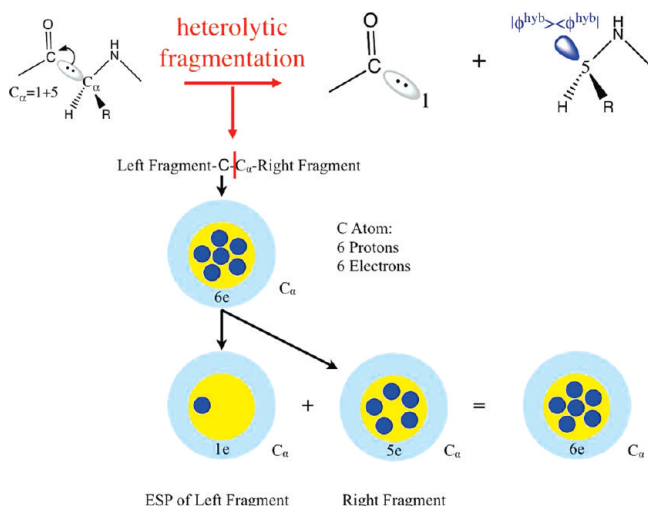 O
H
N
C
Cα
Cα=1+5
H
R
heterolytic
fragmentation
O
C
1
+
|ϕʰʸᵇ><ϕʰʸᵇ|
H
N
5
H
R
Left Fragment-C-Cα-Right Fragment
C Atom:
6 Protons
6 Electrons
6e
Cα
1e
Cα
+
5e
Cα
=
6e
Cα
ESP of Left Fragment
Right Fragment